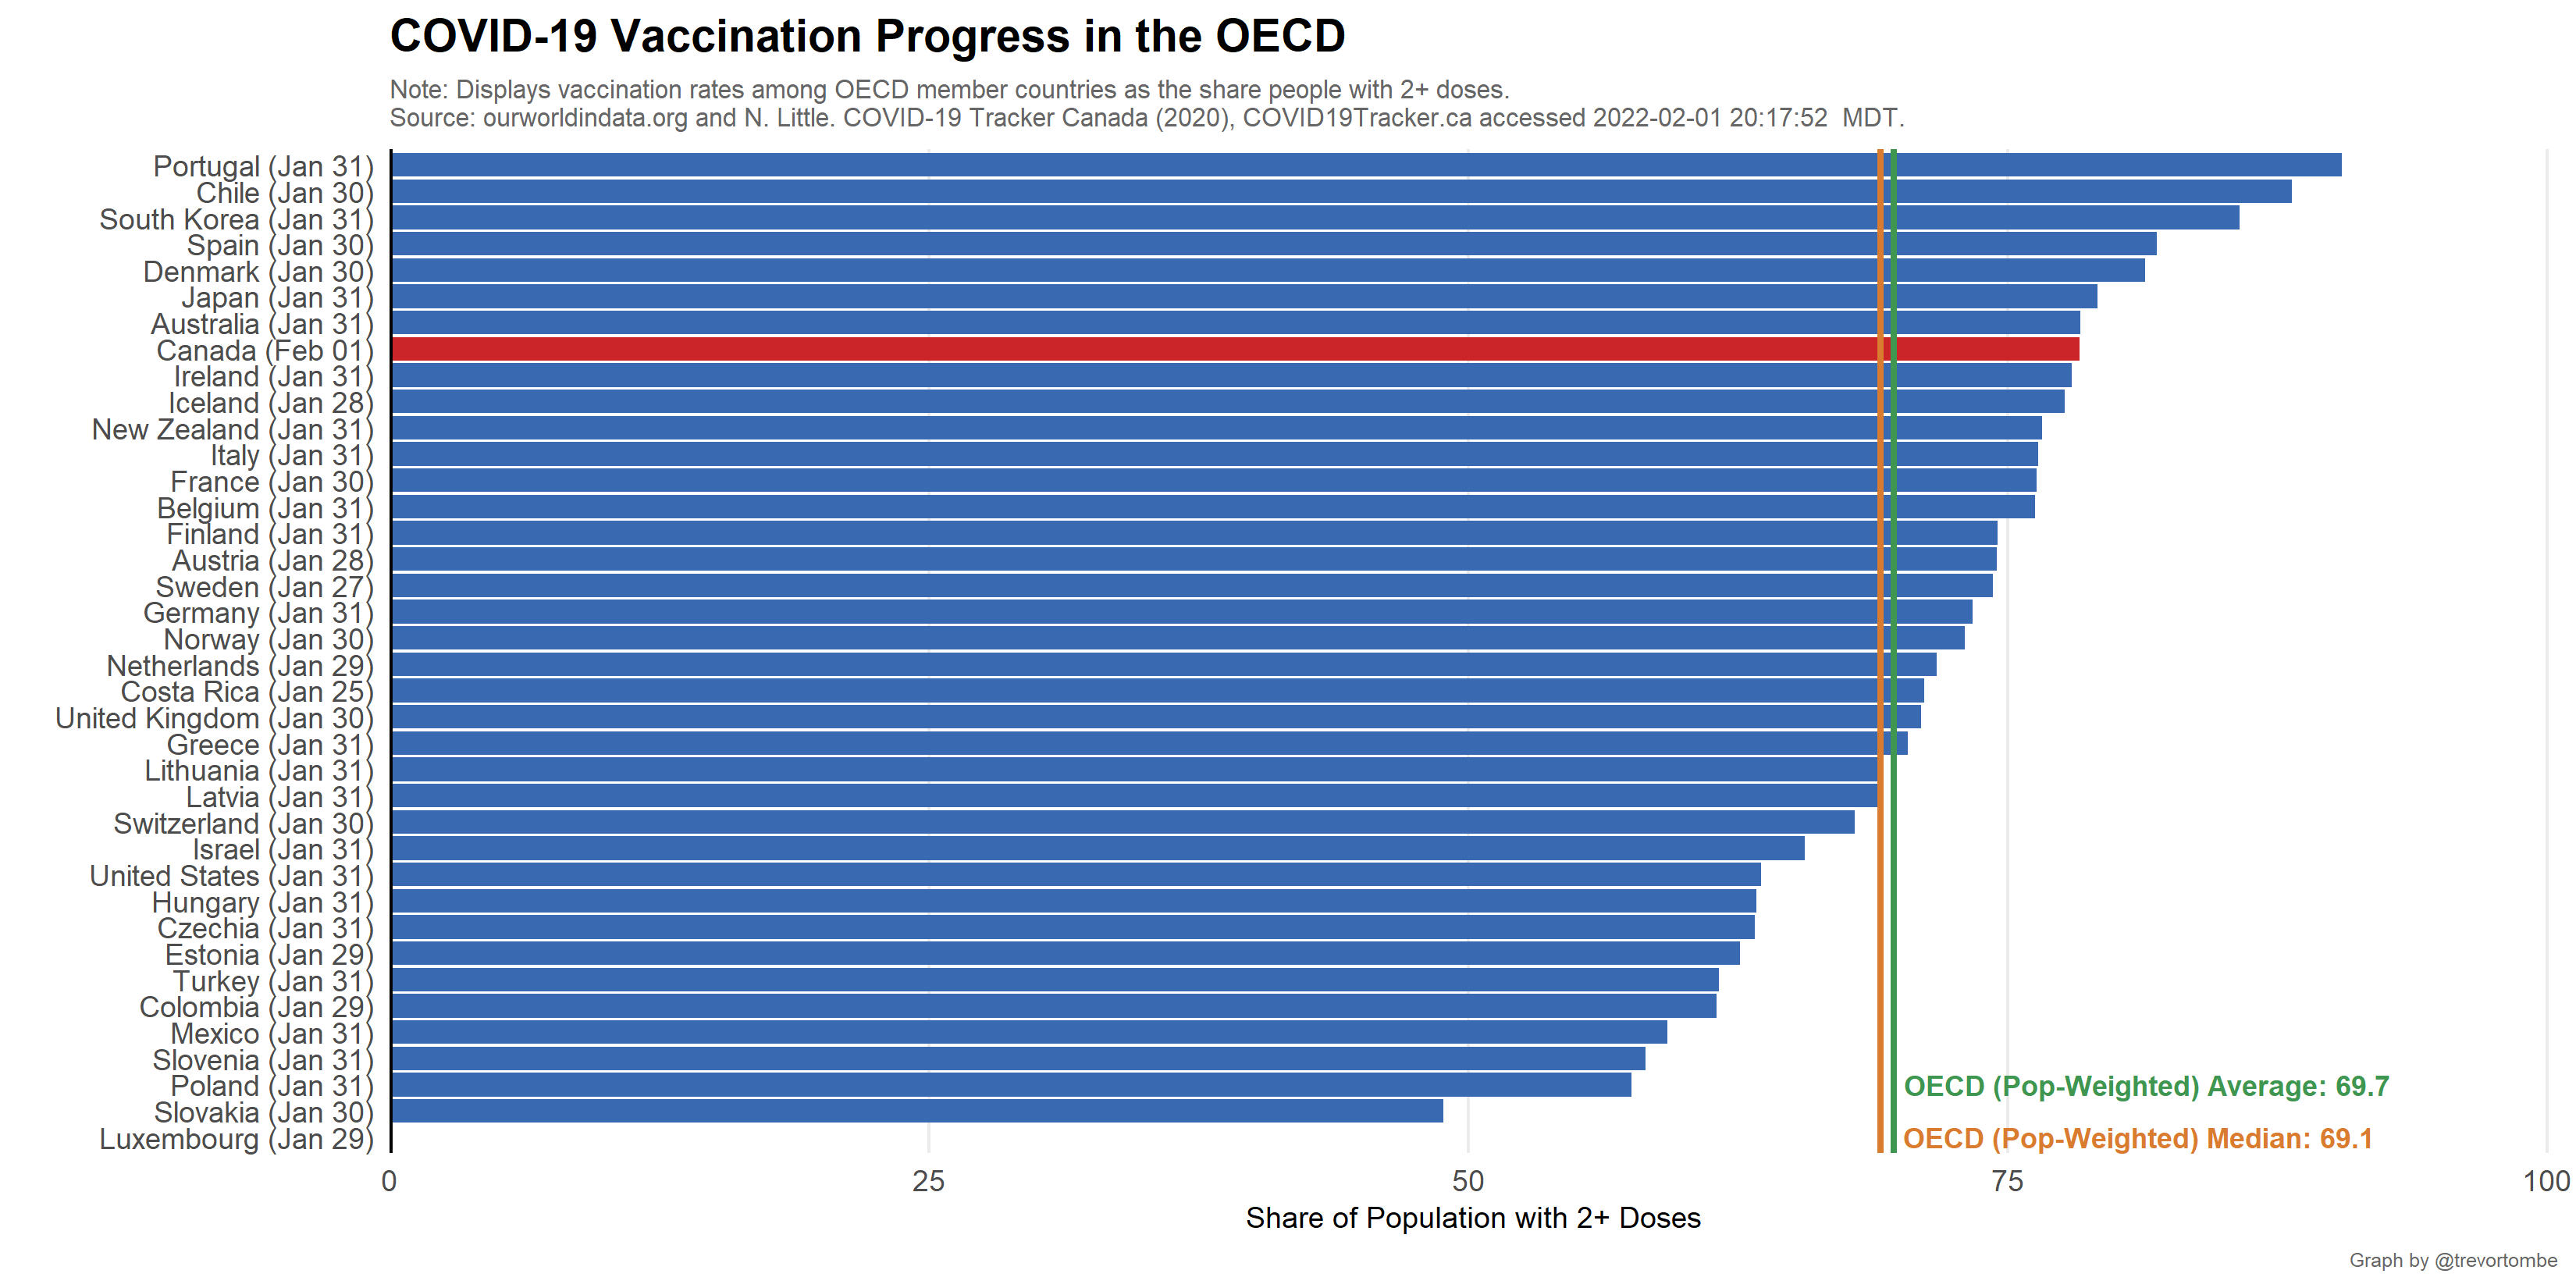 COVID-19 Vaccination Progress in the OECD
Note: Displays vaccination rates among OECD member countries as the share people with 2+ doses.
Source: ourworldindata.org and N. Little. COVID-19 Tracker Canada (2020), COVID19Tracker.ca accessed 2022-02-01 20:17:52  MDT.
Portugal (Jan 31)
Chile (Jan 30)
South Korea (Jan 31)
Spain (Jan 30)
Denmark (Jan 30)
Japan (Jan 31)
Australia (Jan 31)
Canada (Feb 01)
Ireland (Jan 31)
Iceland (Jan 28)
New Zealand (Jan 31)
Italy (Jan 31)
France (Jan 30)
Belgium (Jan 31)
Finland (Jan 31)
Austria (Jan 28)
Sweden (Jan 27)
Germany (Jan 31)
Norway (Jan 30)
Netherlands (Jan 29)
Costa Rica (Jan 25)
United Kingdom (Jan 30)
Greece (Jan 31)
Lithuania (Jan 31)
Latvia (Jan 31)
Switzerland (Jan 30)
Israel (Jan 31)
United States (Jan 31)
Hungary (Jan 31)
Czechia (Jan 31)
Estonia (Jan 29)
Turkey (Jan 31)
Colombia (Jan 29)
Mexico (Jan 31)
Slovenia (Jan 31)
Poland (Jan 31)
Slovakia (Jan 30)
Luxembourg (Jan 29)
OECD (Pop-Weighted) Average: 69.7
OECD (Pop-Weighted) Median: 69.1
0 25 50 75 100
Share of Population with 2+ Doses
Graph by @trevortombe